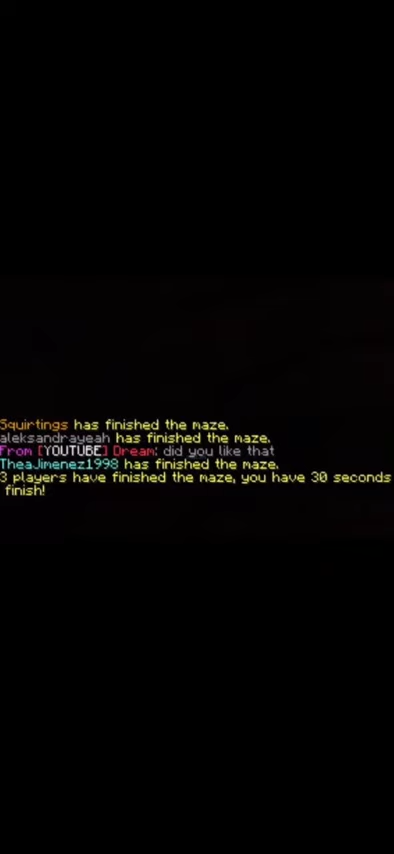 Squirtings has finished the maze.
aleksandrayeah has finished the maze.
From [YOUTUBE] Dream: did you like that
TheaJimenez1998 has finished the maze.
3 players have finished the maze, you have 30 seconds
finish!